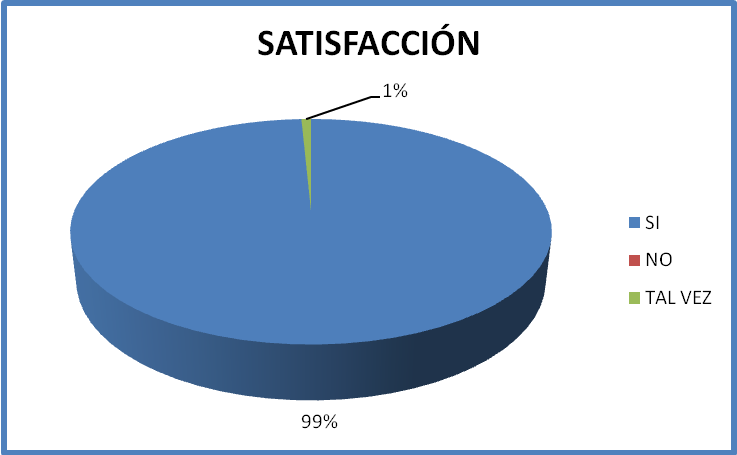 SATISFACCIÓN
1%
SI
NO
TAL VEZ
99%